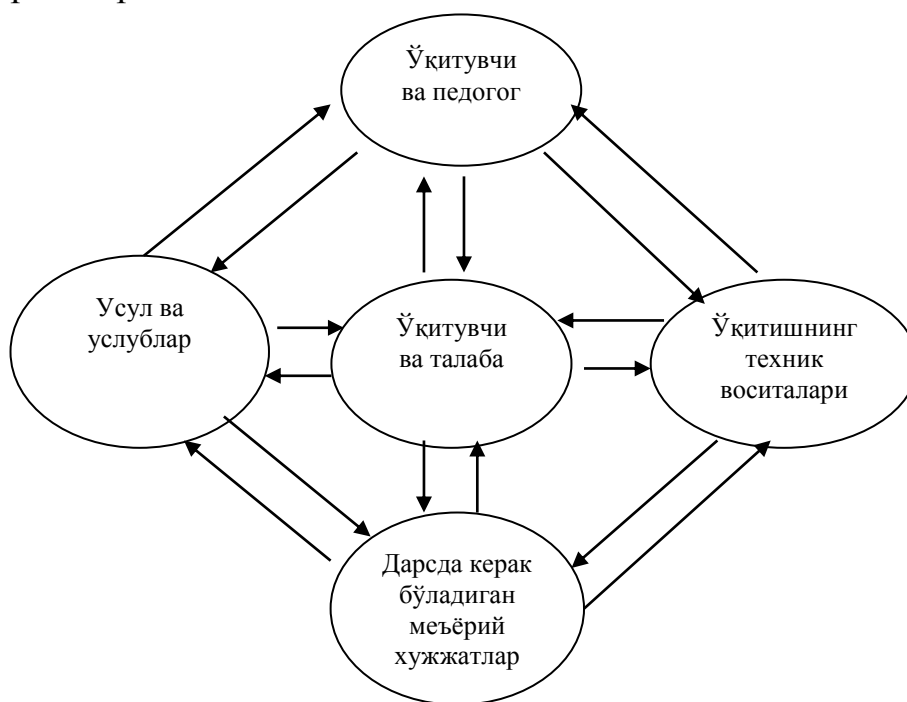 Ўқитувчи
ва педогог
Усул ва
услублар
Ўқитувчи
ва талаба
Ўқитишнинг
техник
воситалари
Дарсда керак
бўладиган
меъёрий
хужжатлар